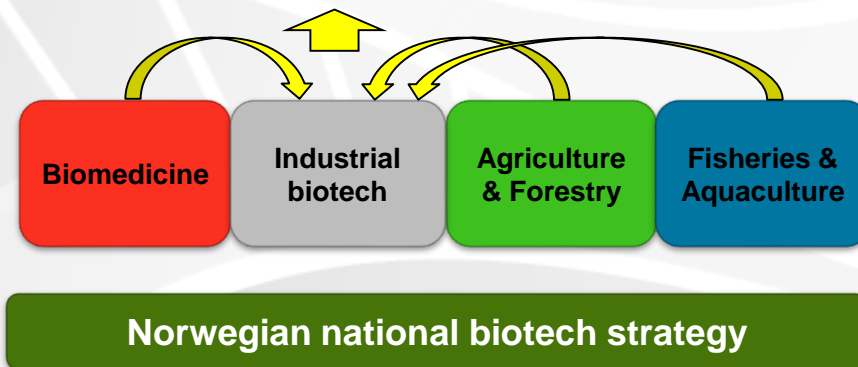 Biomedicine
Industrial
biotech
Agriculture
& Forestry
Fisheries &
Aquaculture
Norwegian national biotech strategy